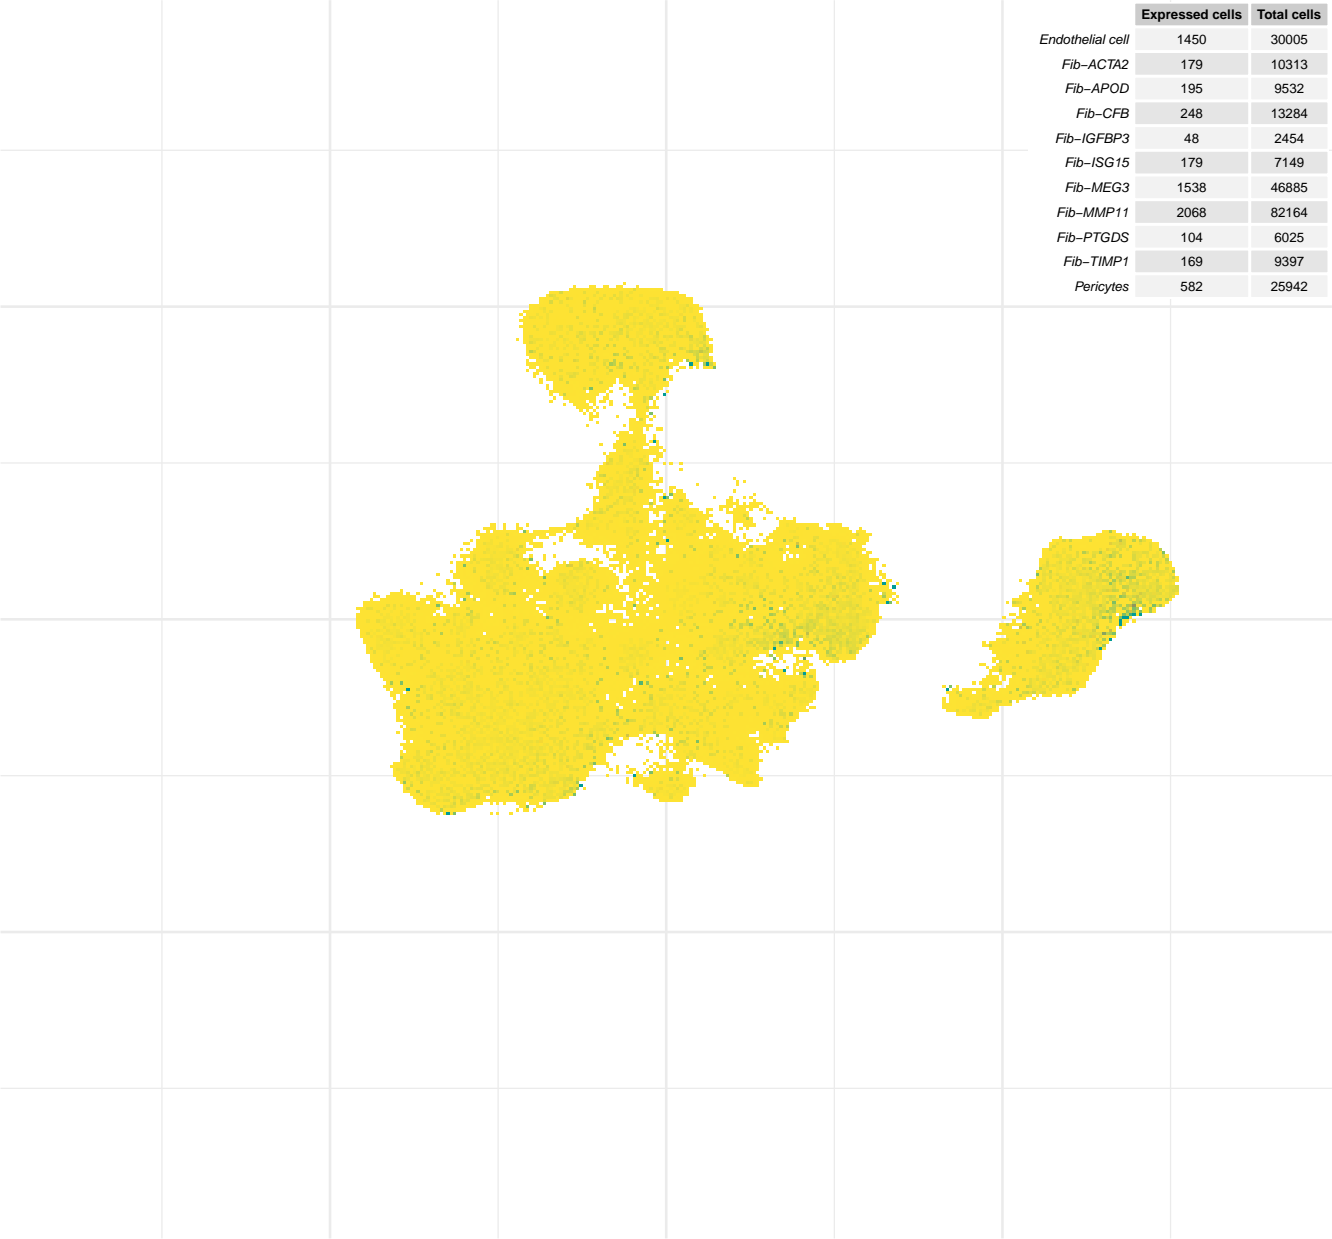 Expressed cells Total cells
Endothelial cell 1450 30005
Fib−ACTA2 179 10313
Fib−APOD 195 9532
Fib−CFB 248 13284
Fib−IGFBP3 48 2454
Fib−ISG15 179 7149
Fib−MEG3 1538 46885
Fib−MMP11 2068 82164
Fib−PTGDS 104 6025
Fib−TIMP1 169 9397
Pericytes 582 25942